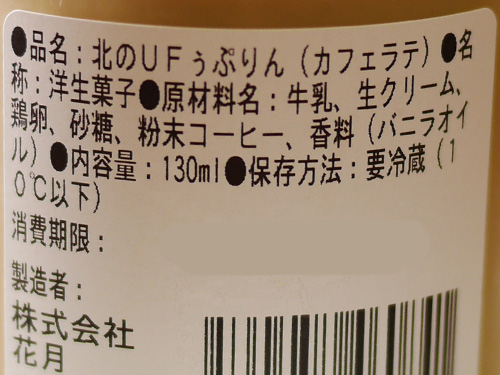 ●品名:北のUFぅぷりん(カフェラテ)●名
称:洋生菓子●原材料名:牛乳、生クリーム、
鶏卵、砂糖、粉末コーヒー、香料(バニラオイ
ル)●内容量:130ml●保存方法:要冷蔵(1
0℃以下)
消費期限:
製造者:
株式会社
花月